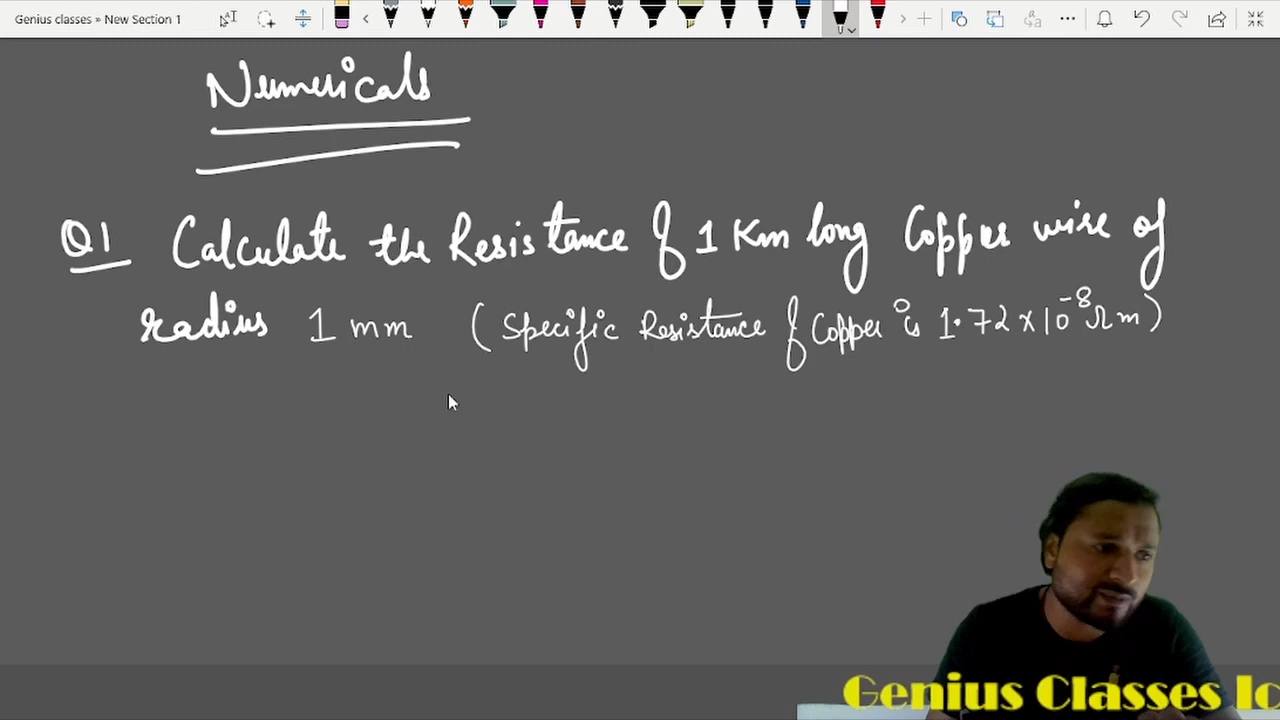 Genius classes » New Section 1
Numericals
Q1 Calculate the Resistance of 1 Km long Copper wire of
radius 1 mm (Specific Resistance of Copper is 1.72 × 10⁻⁸ Ω m)
Genius Classes Ic